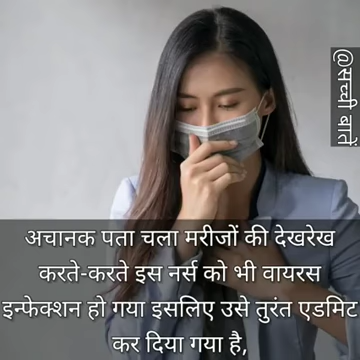 @सच्ची बातें
अचानक पता चला मरीजों की देखरेख
करते-करते इस नर्स को भी वायरस
इन्फेक्शन हो गया इसलिए उसे तुरंत एडमिट
कर दिया गया है,